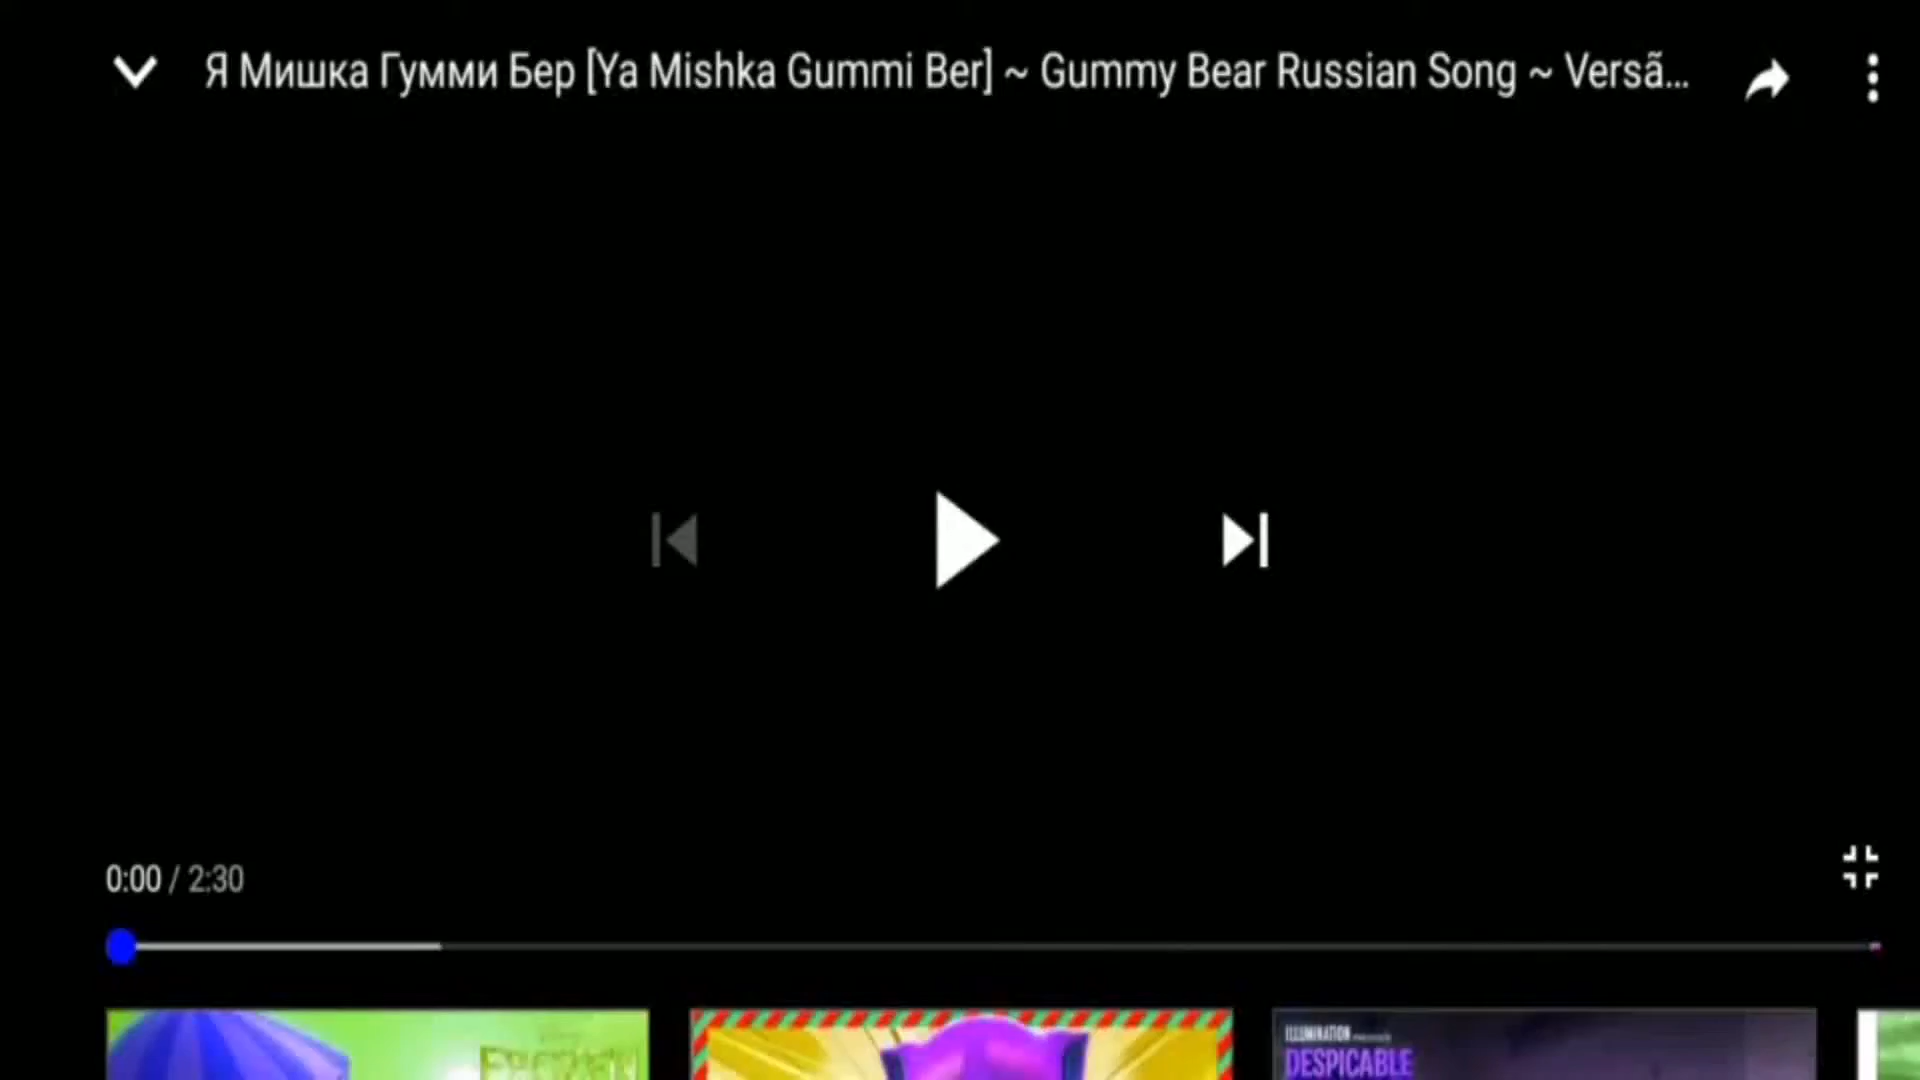 Я Мишка Гумми Бер [Ya Mishka Gummi Ber] ~ Gummy Bear Russian Song ~ Versã...
0:00 / 2:30
ILLUMINATION
DESPICABLE